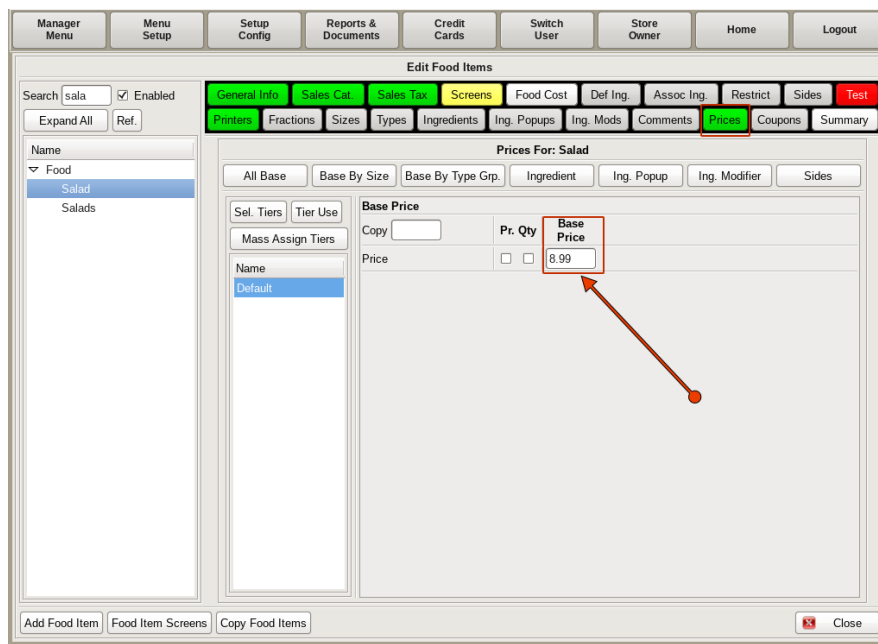 Manager Menu
Menu Setup
Setup Config
Reports & Documents
Credit Cards
Switch User
Store Owner
Home
Logout
Edit Food Items
Search sala Enabled
Expand All Ref.
General Info Sales Cat. Sales Tax Screens Food Cost Def Ing. Assoc Ing. Restrict Sides Test
Printers Fractions Sizes Types Ingredients Ing. Popups Ing. Mods Comments Prices Coupons Summary
Name
Food
Salad
Salads
Prices For: Salad
All Base Base By Size Base By Type Grp. Ingredient Ing. Popup Ing. Modifier Sides
Sel. Tiers Tier Use
Mass Assign Tiers
Name
Default
Base Price
Copy Pr. Qty Base Price
Price 8.99
Add Food Item Food Item Screens Copy Food Items Close